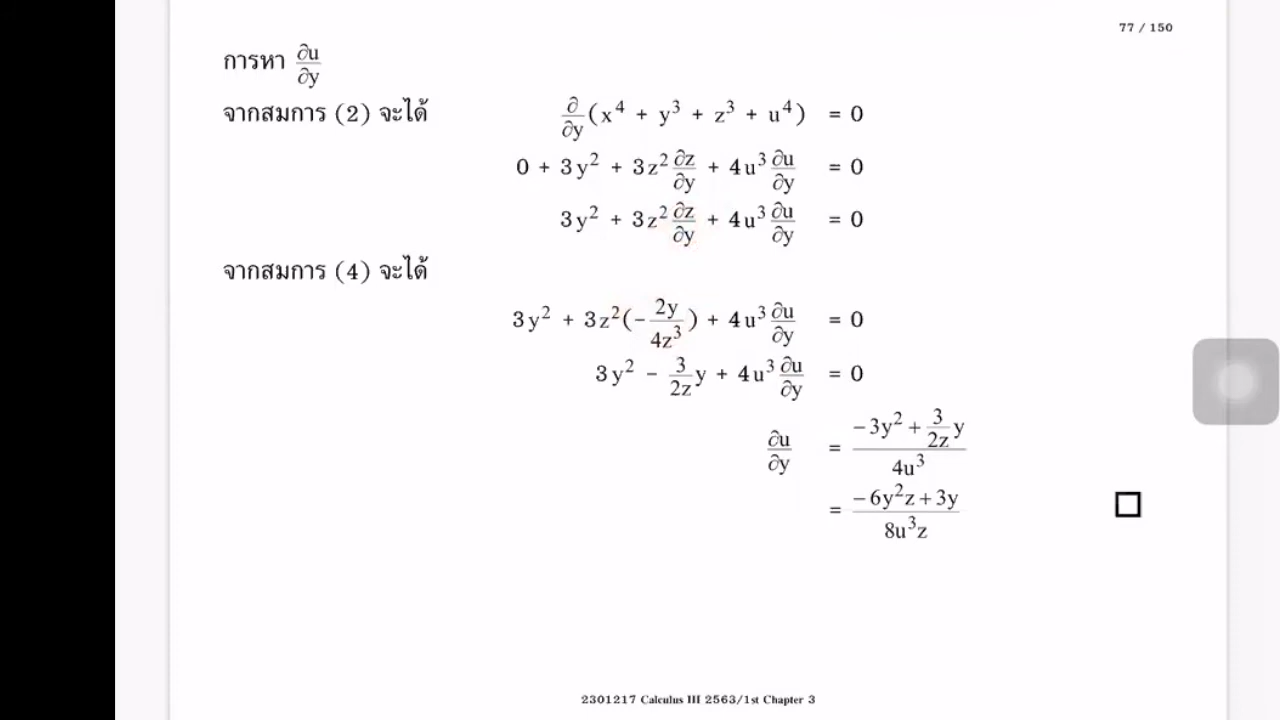 77 / 150
การหา ∂u/∂y
จากสมการ (2) จะได้ ∂/∂y (x⁴ + y³ + z³ + u⁴) = 0
0 + 3y² + 3z² ∂z/∂y + 4u³ ∂u/∂y = 0
3y² + 3z² ∂z/∂y + 4u³ ∂u/∂y = 0
จากสมการ (4) จะได้
3y² + 3z²(− 2y/4z³) + 4u³ ∂u/∂y = 0
3y² − 3/2z y + 4u³ ∂u/∂y = 0
∂u/∂y = −3y² + 3/2z y / 4u³
= −6y²z + 3y / 8u³z
2301217 Calculus III 2563/1st Chapter 3